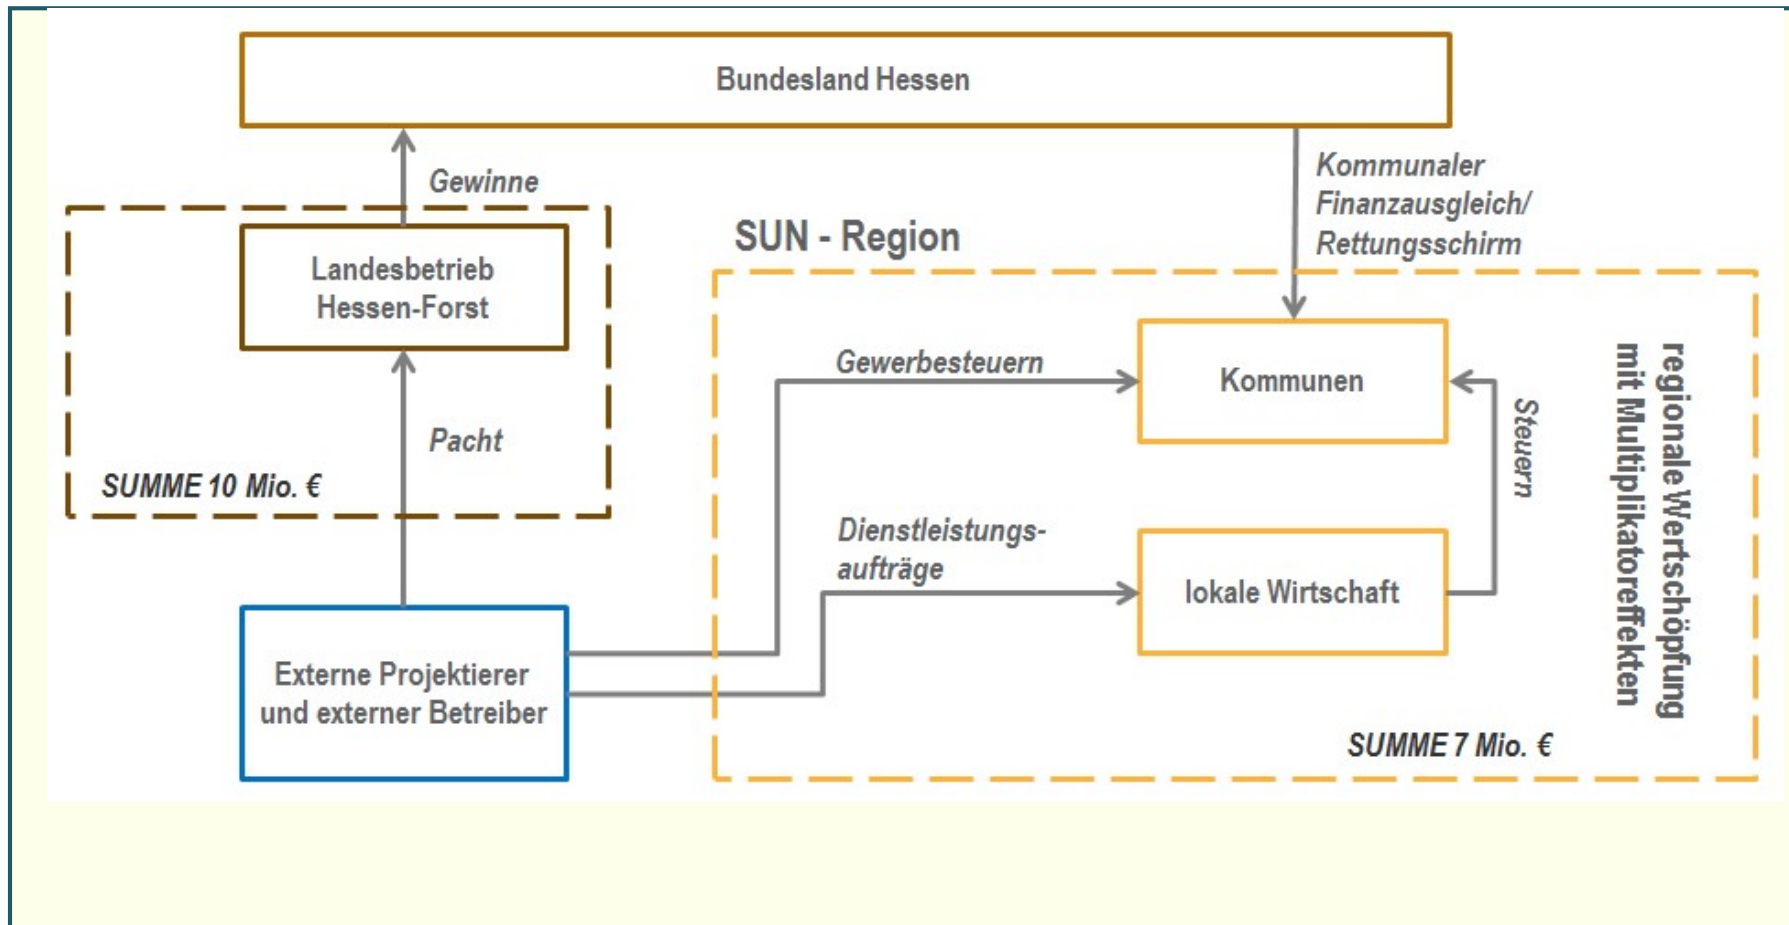 Bundesland Hessen
Gewinne
Kommunaler
Finanzausgleich/
Rettungsschirm
SUN - Region
Landesbetrieb
Hessen-Forst
Gewerbesteuern
Kommunen
Pacht
SUMME 10 Mio. €
Steuern
regionale Wertschöpfung
mit Multiplikatoreffekten
Dienstleistungs-
aufträge
lokale Wirtschaft
Externe Projektierer
und externer Betreiber
SUMME 7 Mio. €